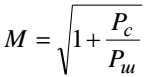 M = √(1 + P_c / P_ш)